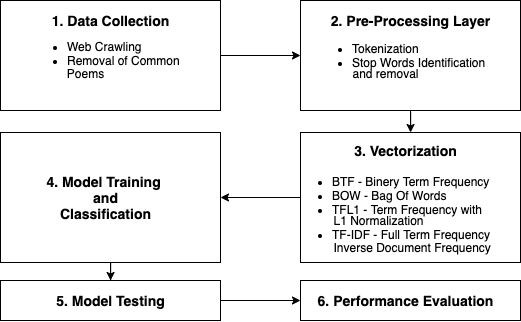 1. Data Collection
• Web Crawling
• Removal of Common
Poems
2. Pre-Processing Layer
• Tokenization
• Stop Words Identification
and removal
3. Vectorization
• BTF - Binery Term Frequency
• BOW - Bag Of Words
• TFL1 - Term Frequency with
L1 Normalization
• TF-IDF - Full Term Frequency
Inverse Document Frequency
4. Model Training
and
Classification
5. Model Testing
6. Performance Evaluation